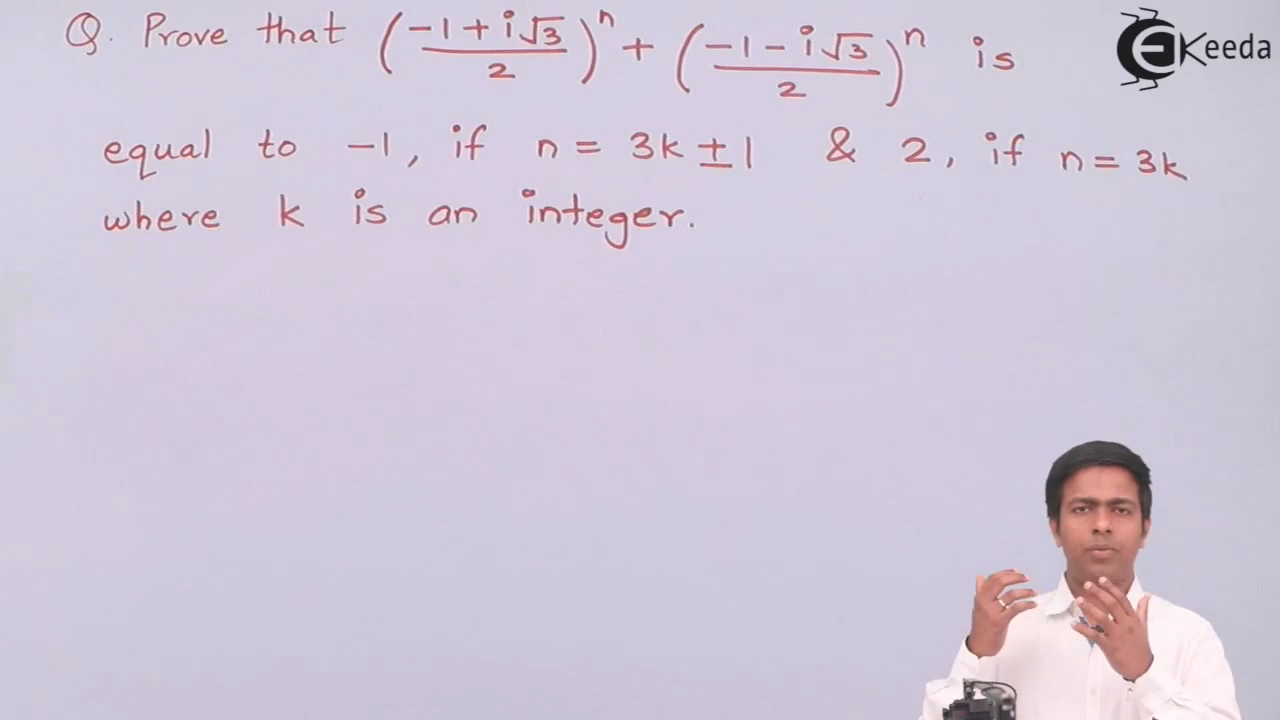 Q. Prove that ((-1 + i√3)/2)^n + ((-1 - i√3)/2)^n is
equal to -1, if n = 3k ± 1 & 2, if n = 3k
where k is an integer.
EKeeda